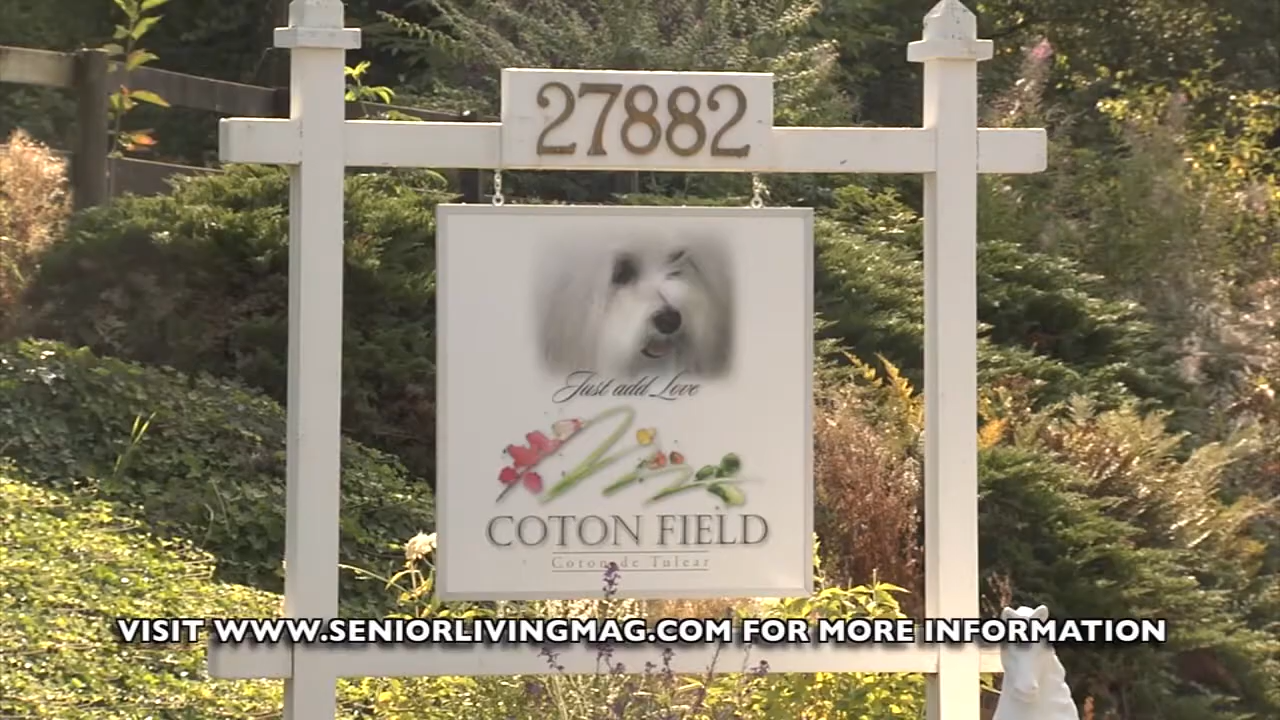 27882
Just add Love
COTON FIELD
Coton de Tulear
VISIT WWW.SENIORLIVINGMAG.COM FOR MORE INFORMATION